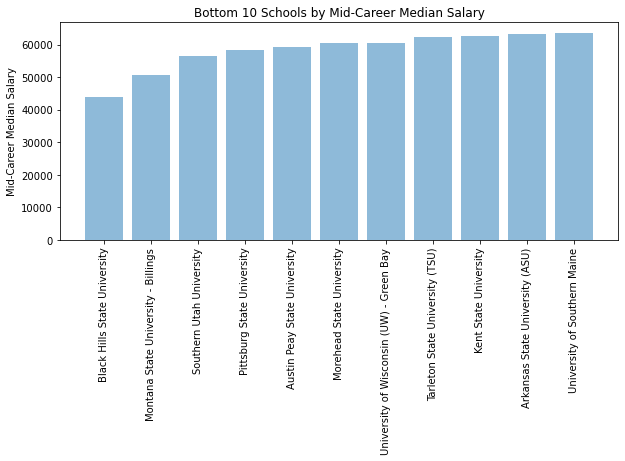 Bottom 10 Schools by Mid-Career Median Salary
Mid-Career Median Salary
60000
50000
40000
30000
20000
10000
0
Black Hills State University
Montana State University - Billings
Southern Utah University
Pittsburg State University
Austin Peay State University
Morehead State University
University of Wisconsin (UW) - Green Bay
Tarleton State University (TSU)
Kent State University
Arkansas State University (ASU)
University of Southern Maine